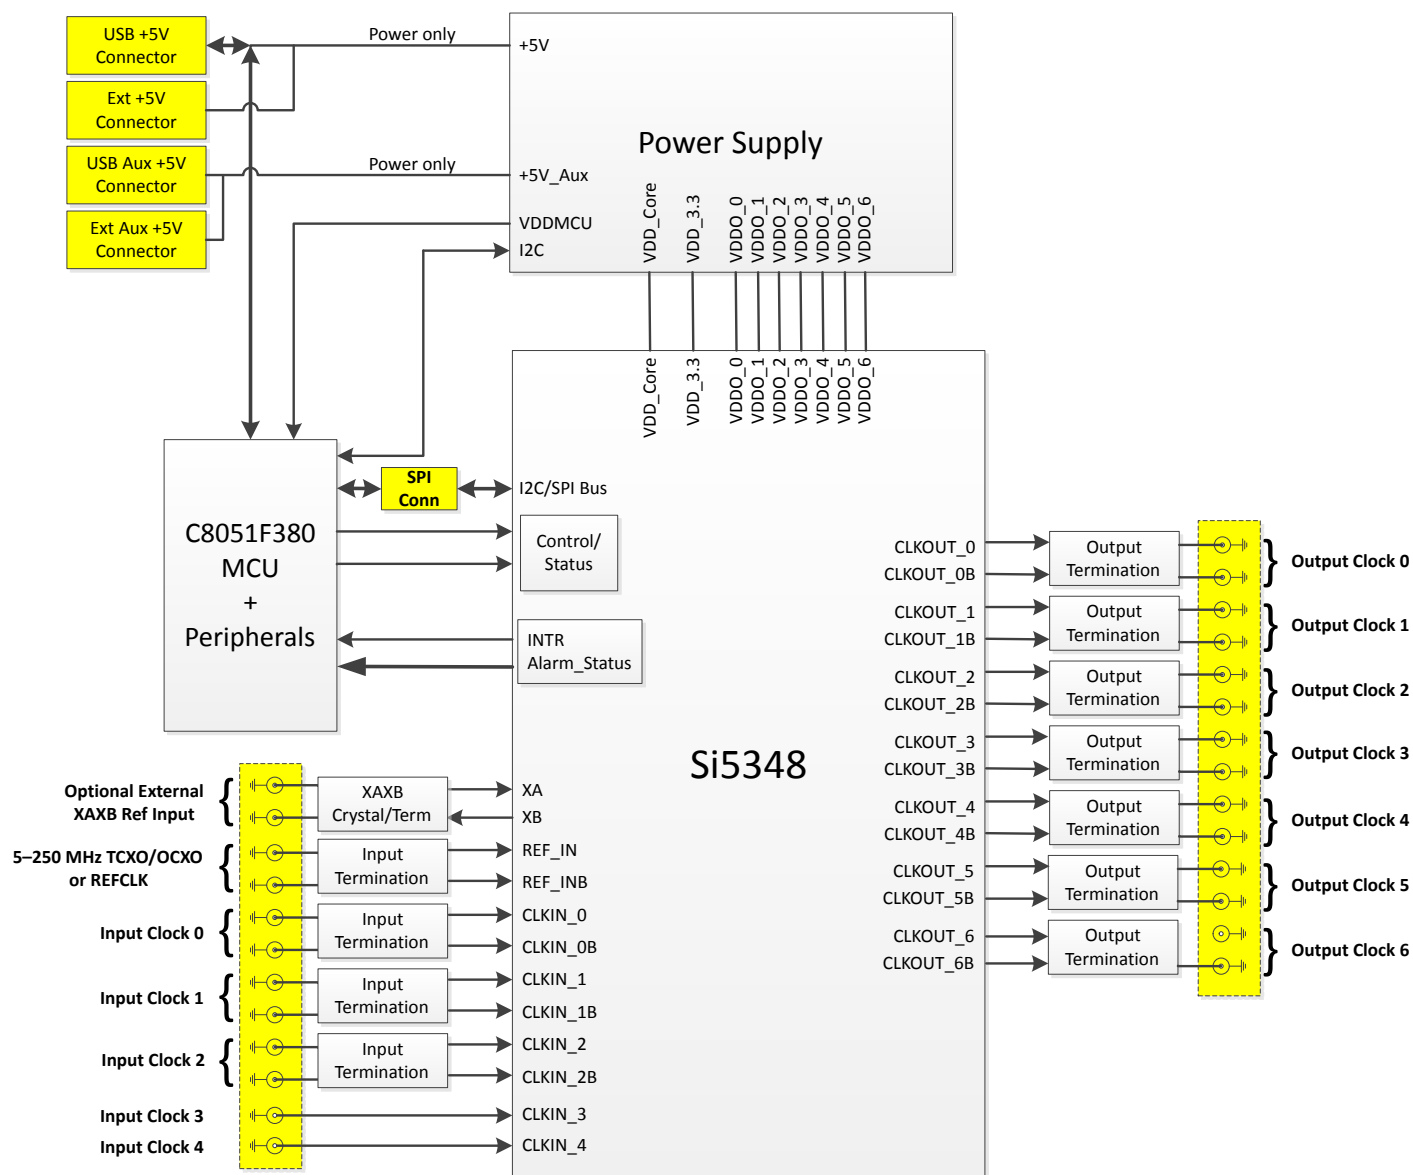 USB +5V
Connector
Ext +5V
Connector
USB Aux +5V
Connector
Ext Aux +5V
Connector
Power only
Power only
+5V
Power Supply
+5V_Aux
VDDMCU
I2C
VDD_Core
VDD_3.3
VDDO_0
VDDO_1
VDDO_2
VDDO_3
VDDO_4
VDDO_5
VDDO_6
VDD_Core
VDD_3.3
VDDO_0
VDDO_1
VDDO_2
VDDO_3
VDDO_4
VDDO_5
VDDO_6
C8051F380
MCU
+
Peripherals
SPI
Conn
I2C/SPI Bus
Control/
Status
INTR
Alarm_Status
Si5348
Optional External
XAXB Ref Input
5–250 MHz TCXO/OCXO
or REFCLK
Input Clock 0
Input Clock 1
Input Clock 2
Input Clock 3
Input Clock 4
XAXB
Crystal/Term
Input
Termination
Input
Termination
Input
Termination
Input
Termination
XA
XB
REF_IN
REF_INB
CLKIN_0
CLKIN_0B
CLKIN_1
CLKIN_1B
CLKIN_2
CLKIN_2B
CLKIN_3
CLKIN_4
CLKOUT_0
CLKOUT_0B
CLKOUT_1
CLKOUT_1B
CLKOUT_2
CLKOUT_2B
CLKOUT_3
CLKOUT_3B
CLKOUT_4
CLKOUT_4B
CLKOUT_5
CLKOUT_5B
CLKOUT_6
CLKOUT_6B
Output
Termination
Output
Termination
Output
Termination
Output
Termination
Output
Termination
Output
Termination
Output
Termination
Output Clock 0
Output Clock 1
Output Clock 2
Output Clock 3
Output Clock 4
Output Clock 5
Output Clock 6